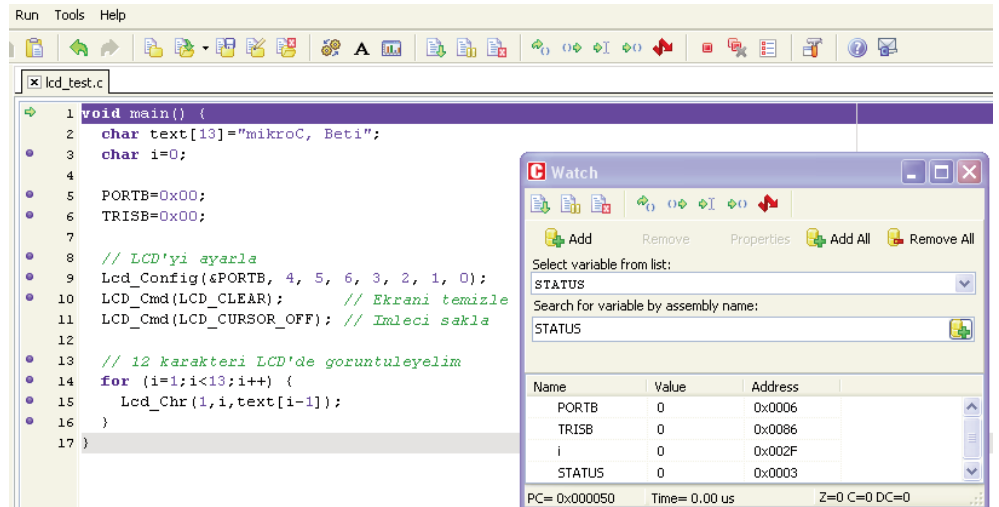 Run Tools Help
lcd_test.c
1 void main() {
2 char text[13]="mikroC, Beti";
3 char i=0;
4
5 PORTB=0x00;
6 TRISB=0x00;
7
8 // LCD'yi ayarla
9 Lcd_Config(&PORTB, 4, 5, 6, 3, 2, 1, 0);
10 LCD_Cmd(LCD_CLEAR); // Ekrani temizle
11 LCD_Cmd(LCD_CURSOR_OFF); // Imleci sakla
12
13 // 12 karakteri LCD'de goruntuleyelim
14 for (i=1;i<13;i++) {
15 Lcd_Chr(1,i,text[i-1]);
16 }
17 }
Watch
Add Remove Properties Add All Remove All
Select variable from list:
STATUS
Search for variable by assembly name:
STATUS
Name Value Address
PORTB 0 0x0006
TRISB 0 0x0086
i 0 0x002F
STATUS 0 0x0003
PC= 0x000050 Time= 0.00 us Z=0 C=0 DC=0